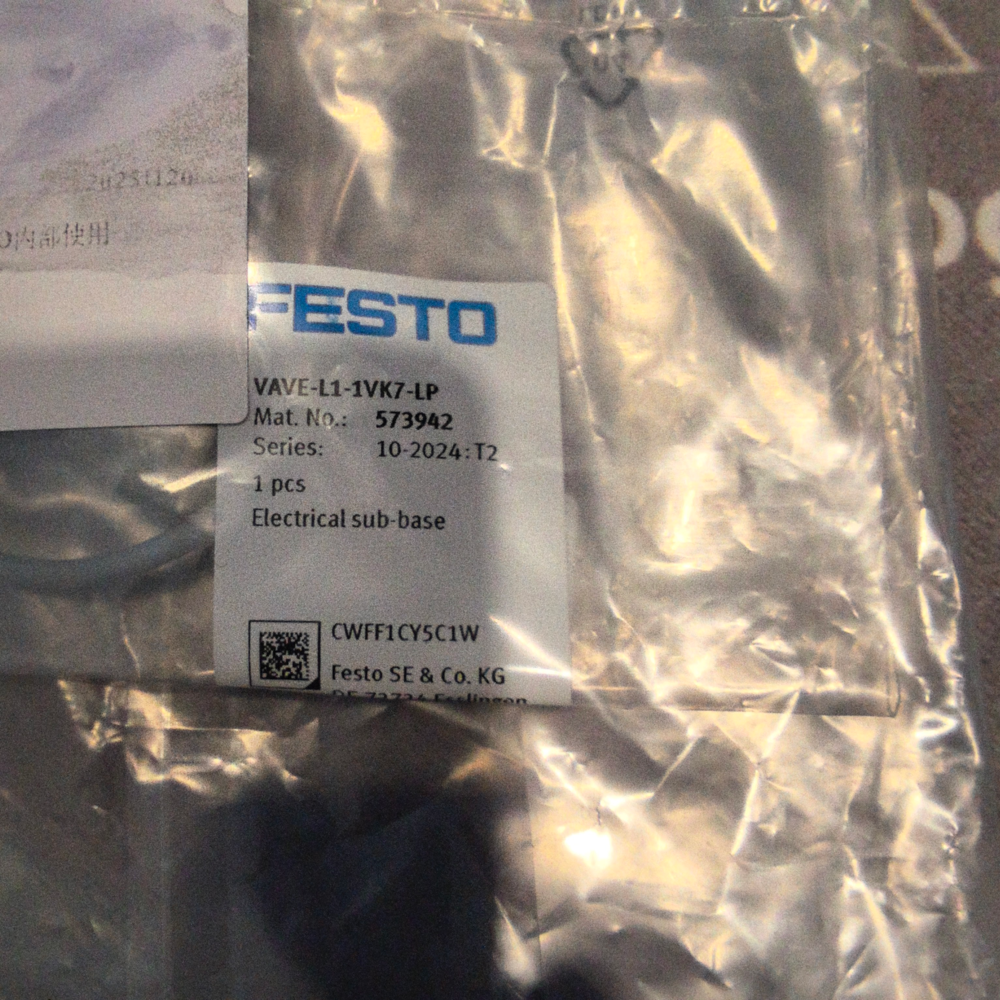 内部使用
FESTO
VAVE-L1-1VK7-LP
Mat. No.: 573942
Series: 10-2024:T2
1 pcs
Electrical sub-base
CWFF1CY5C1W
Festo SE & Co. KG